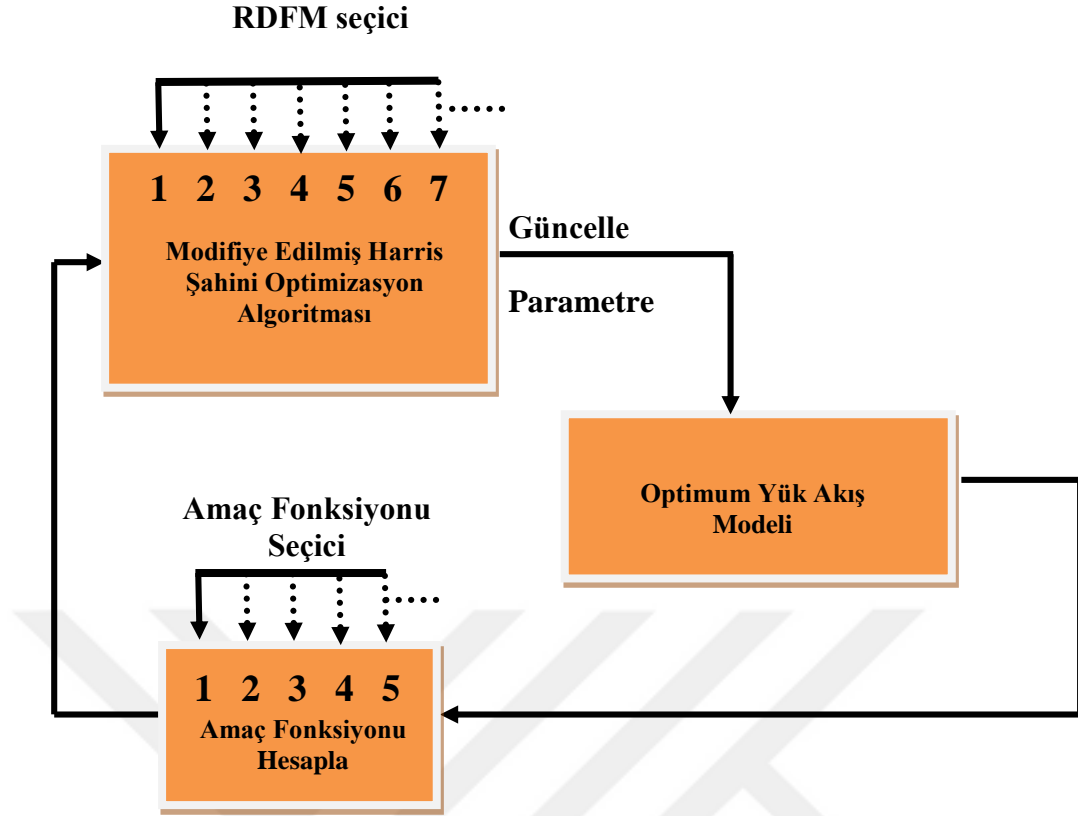 RDFM seçici
1 2 3 4 5 6 7
Modifiye Edilmiş Harris
Şahini Optimizasyon
Algoritması
Güncelle
Parametre
Optimum Yük Akış
Modeli
Amaç Fonksiyonu
Seçici
1 2 3 4 5
Amaç Fonksiyonu
Hesapla